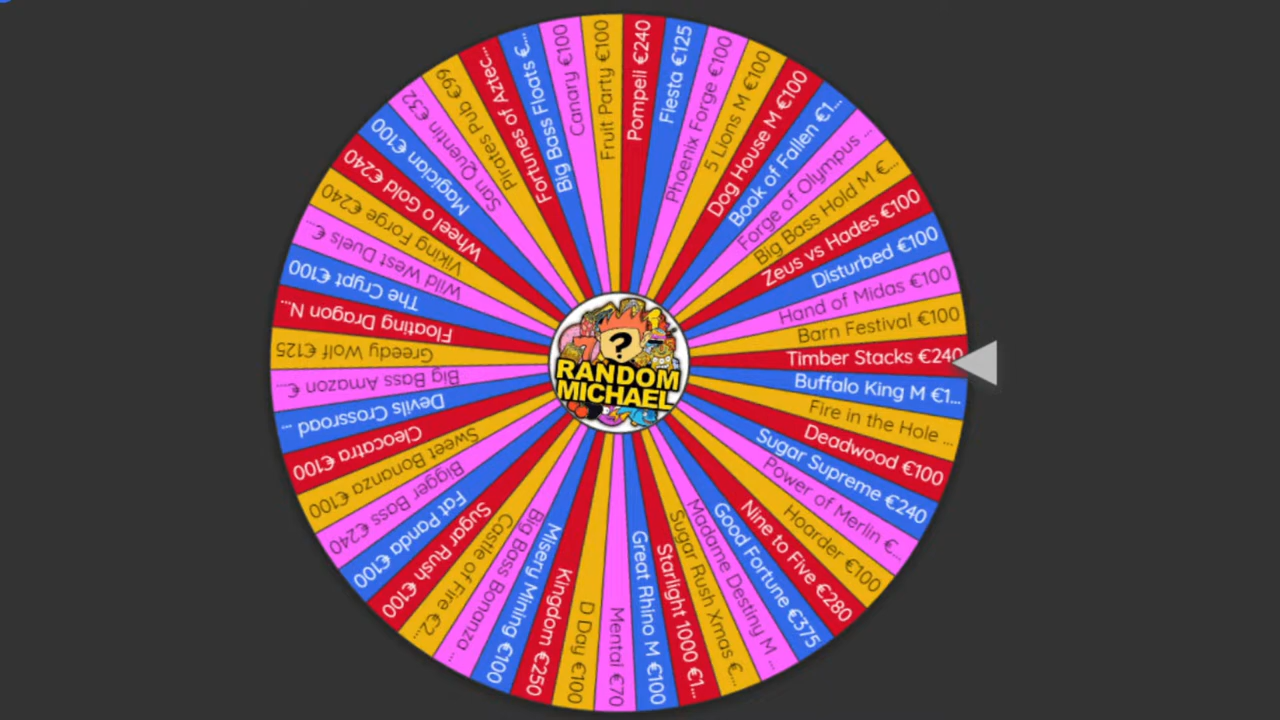 Pompeii €240
Fiesta €125
Phoenix Forge €100
5 Lions M €100
Dog House M €100
Book of Fallen €1...
Forge of Olympus ...
Big Bass Hold M €...
Zeus vs Hades €100
Disturbed €100
Hand of Midas €100
Barn Festival €100
Timber Stacks €240
Buffalo King M €1...
Fire in the Hole ...
Deadwood €100
Sugar Supreme €240
Power of Merlin €...
Hoarder €100
Nine to Five €280
Good Fortune €375
Madame Destiny M ...
Sugar Rush Xmas €...
Starlight 1000 €1...
Great Rhino M €100
Mental €70
D Day €100
Kingdom €250
Misery Mining €100
Big Bass Bonanza ...
Castle of Fire €2...
Sugar Rush €100
Fat Panda €100
Bigger Bass €240
Sweet Bonanza €100
Cleocatra €100
Devils Crossroad ...
Big Bass Amazon €...
Greedy Wolf €125
Floating Dragon N...
The Crypt €100
Wild West Duels €...
Viking Forge €240
Wheel o Gold €240
Magician €100
San Quentin €32
Pirates Pub €99
Fortunes of Aztec...
Big Bass Floats €...
Canary €100
Fruit Party €100
?
RANDOM
MICHAEL